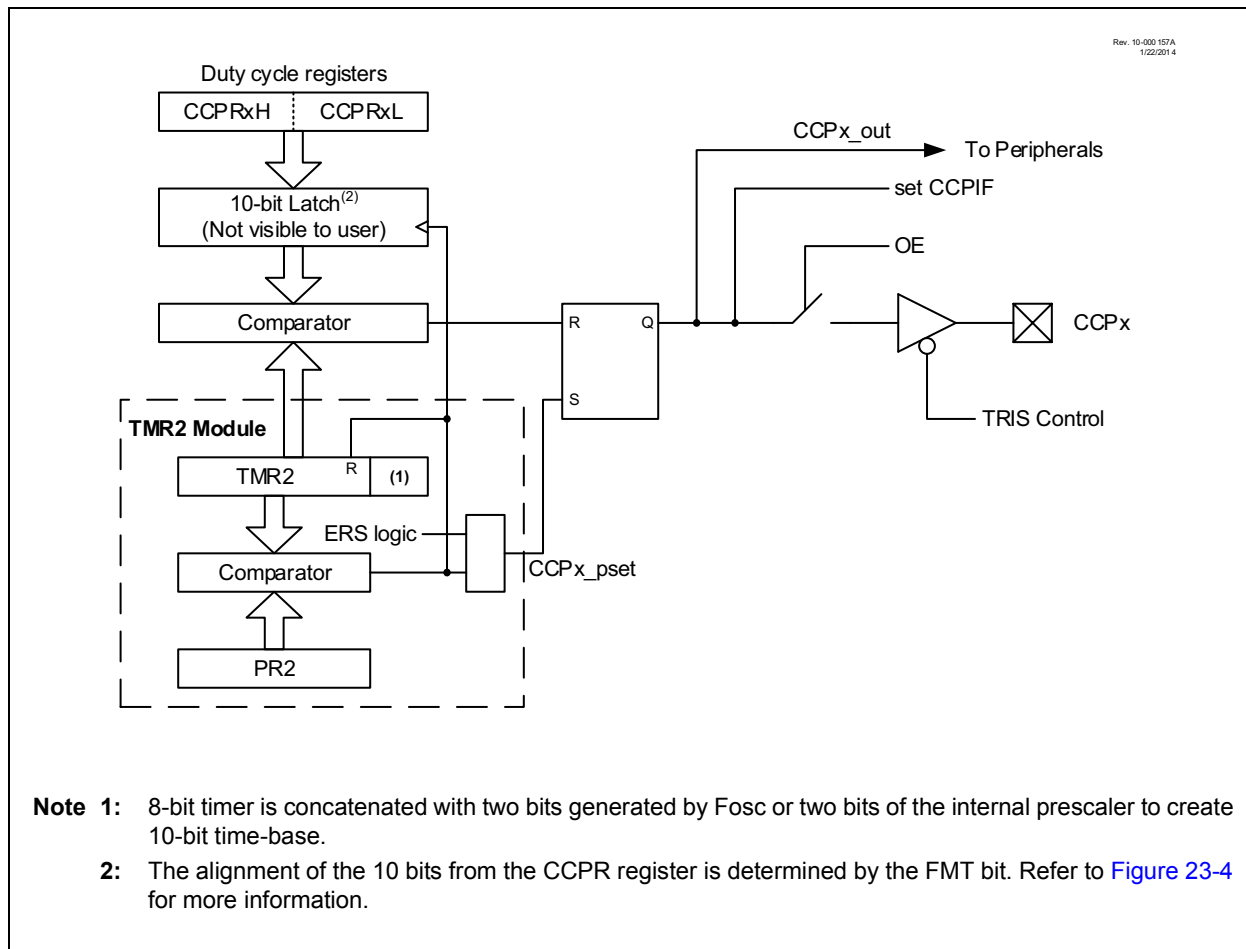 Rev. 10-000 157A
1/22/201 4
Duty cycle registers
CCPRxH CCPRxL
CCPx_out
To Peripherals
set CCPIF
10-bit Latch(2)
(Not visible to user)
OE
Comparator
R Q
CCPx
S
TRIS Control
TMR2 Module
TMR2 R (1)
ERS logic
Comparator
CCPx_pset
PR2
Note 1: 8-bit timer is concatenated with two bits generated by Fosc or two bits of the internal prescaler to create
10-bit time-base.
2: The alignment of the 10 bits from the CCPR register is determined by the FMT bit. Refer to Figure 23-4
for more information.